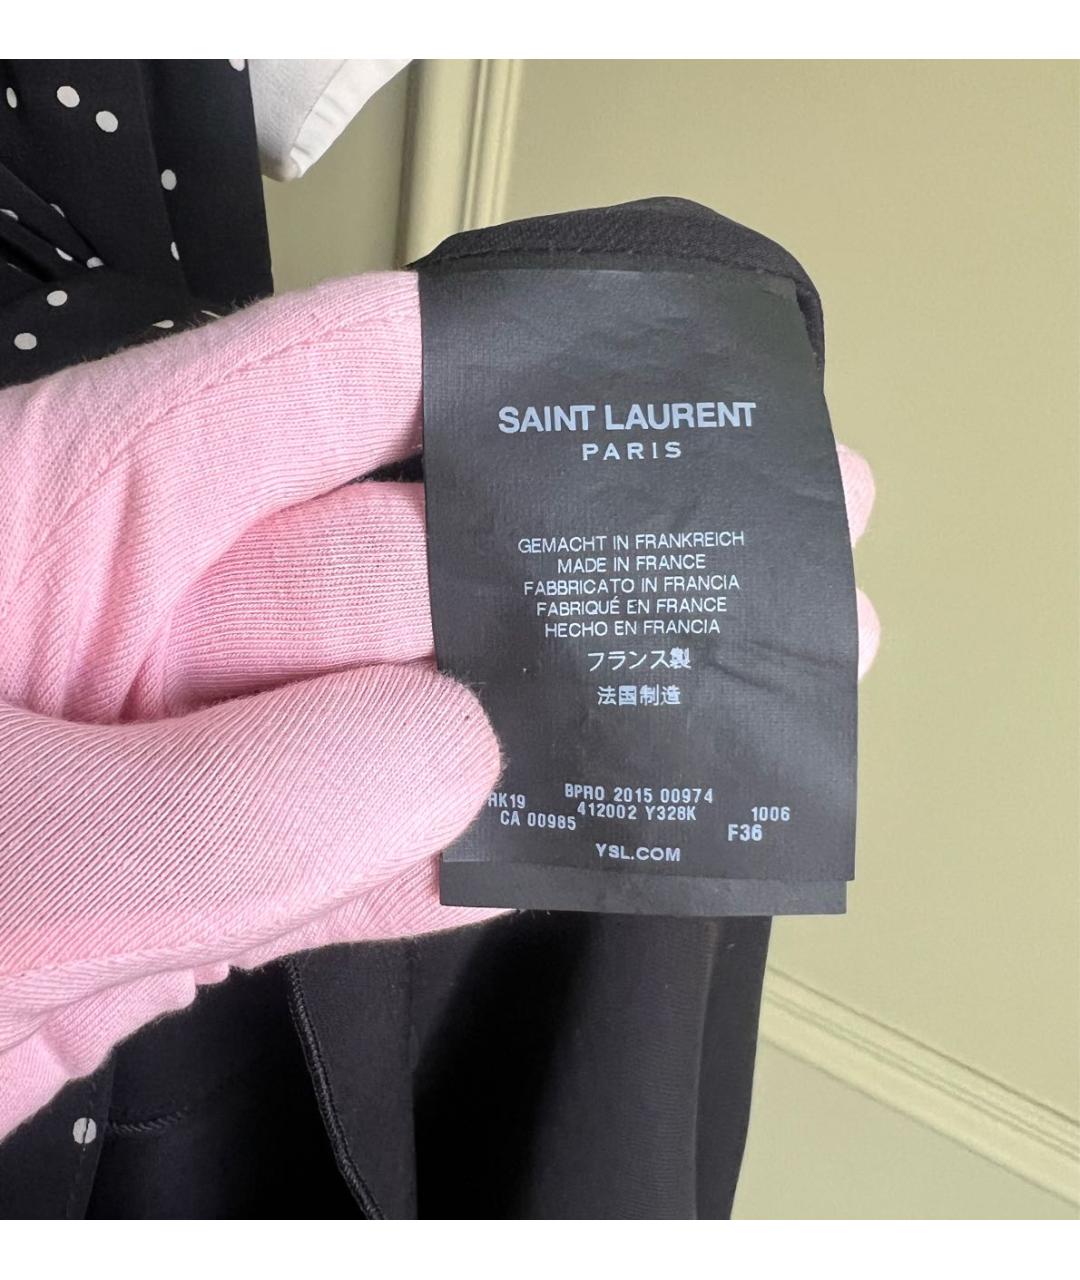 SAINT LAURENT
PARIS
GEMACHT IN FRANKREICH
MADE IN FRANCE
FABBRICATO IN FRANCIA
FABRIQUÉ EN FRANCE
HECHO EN FRANCIA
フランス製
法国制造
BPRO 2015 00974
RK19 412002 Y328K 1006
CA 00985 F36
YSL.COM